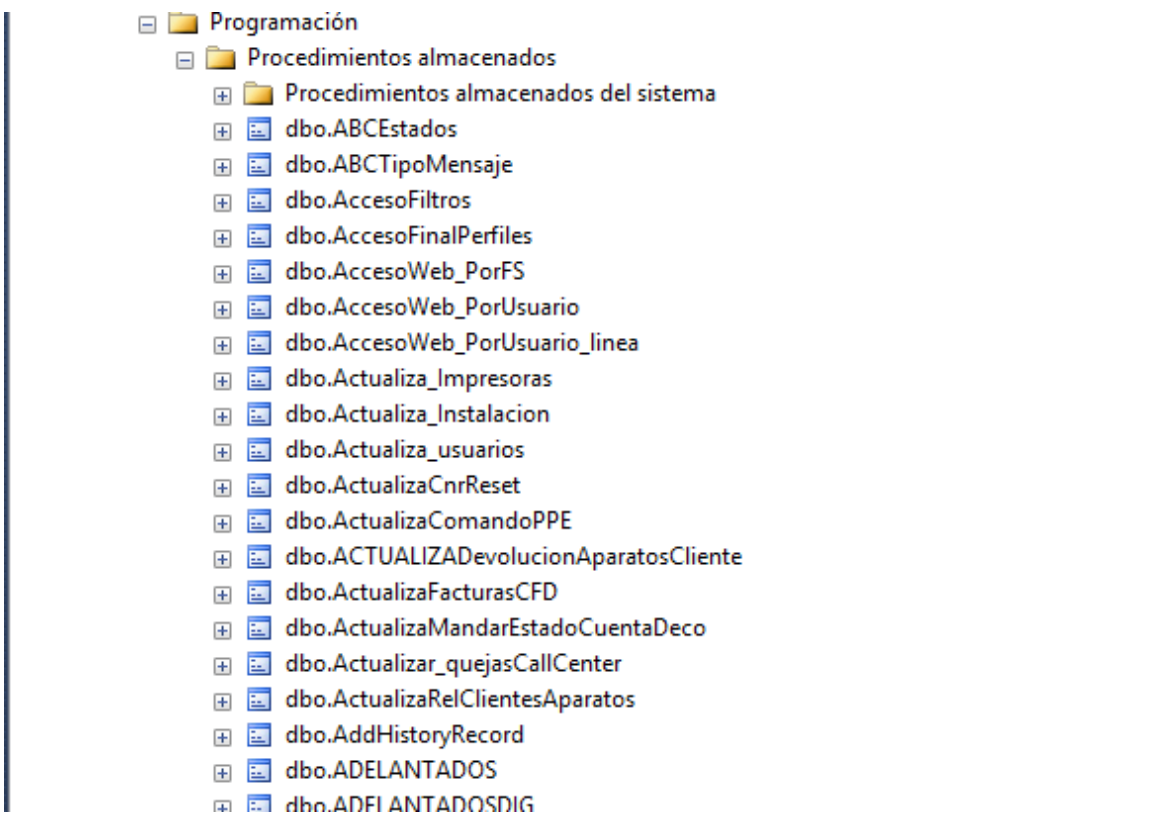 Programación
Procedimientos almacenados
Procedimientos almacenados del sistema
dbo.ABCEstados
dbo.ABCTipoMensaje
dbo.AccesoFiltros
dbo.AccesoFinalPerfiles
dbo.AccesoWeb_PorFS
dbo.AccesoWeb_PorUsuario
dbo.AccesoWeb_PorUsuario_linea
dbo.Actualiza_Impresoras
dbo.Actualiza_Instalacion
dbo.Actualiza_usuarios
dbo.ActualizaCnrReset
dbo.ActualizaComandoPPE
dbo.ACTUALIZADevolucionAparatosCliente
dbo.ActualizaFacturasCFD
dbo.ActualizaMandarEstadoCuentaDeco
dbo.Actualizar_quejasCallCenter
dbo.ActualizaRelClientesAparatos
dbo.AddHistoryRecord
dbo.ADELANTADOS
dbo.ADELANTADOSDIG